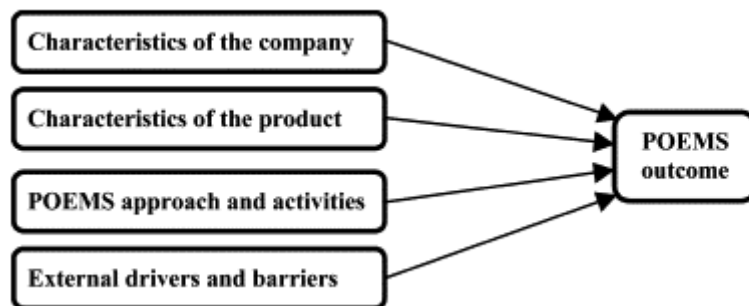 Characteristics of the company
Characteristics of the product
POEMS approach and activities
External drivers and barriers
POEMS
outcome